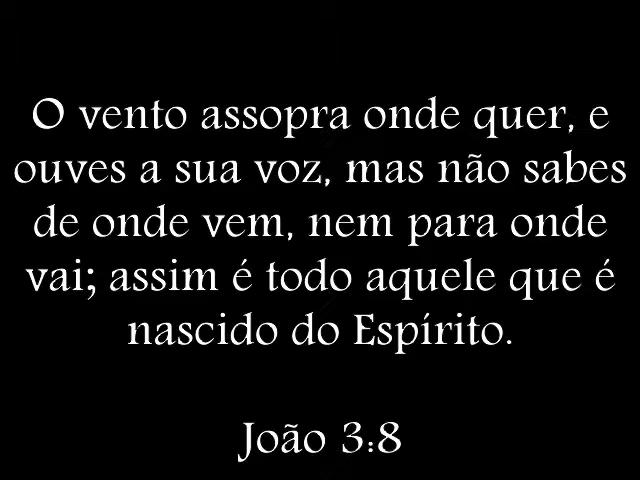 O vento assopra onde quer, e
ouves a sua voz, mas não sabes
de onde vem, nem para onde
vai; assim é todo aquele que é
nascido do Espírito.
João 3:8